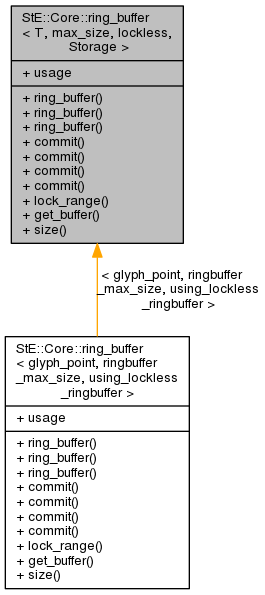 StE::Core::ring_buffer
< T, max_size, lockless,
Storage >
+ usage
+ ring_buffer()
+ ring_buffer()
+ ring_buffer()
+ commit()
+ commit()
+ commit()
+ commit()
+ lock_range()
+ get_buffer()
+ size()
< glyph_point, ringbuffer
_max_size, using_lockless
_ringbuffer >
StE::Core::ring_buffer
< glyph_point, ringbuffer
_max_size, using_lockless
_ringbuffer >
+ usage
+ ring_buffer()
+ ring_buffer()
+ ring_buffer()
+ commit()
+ commit()
+ commit()
+ commit()
+ lock_range()
+ get_buffer()
+ size()